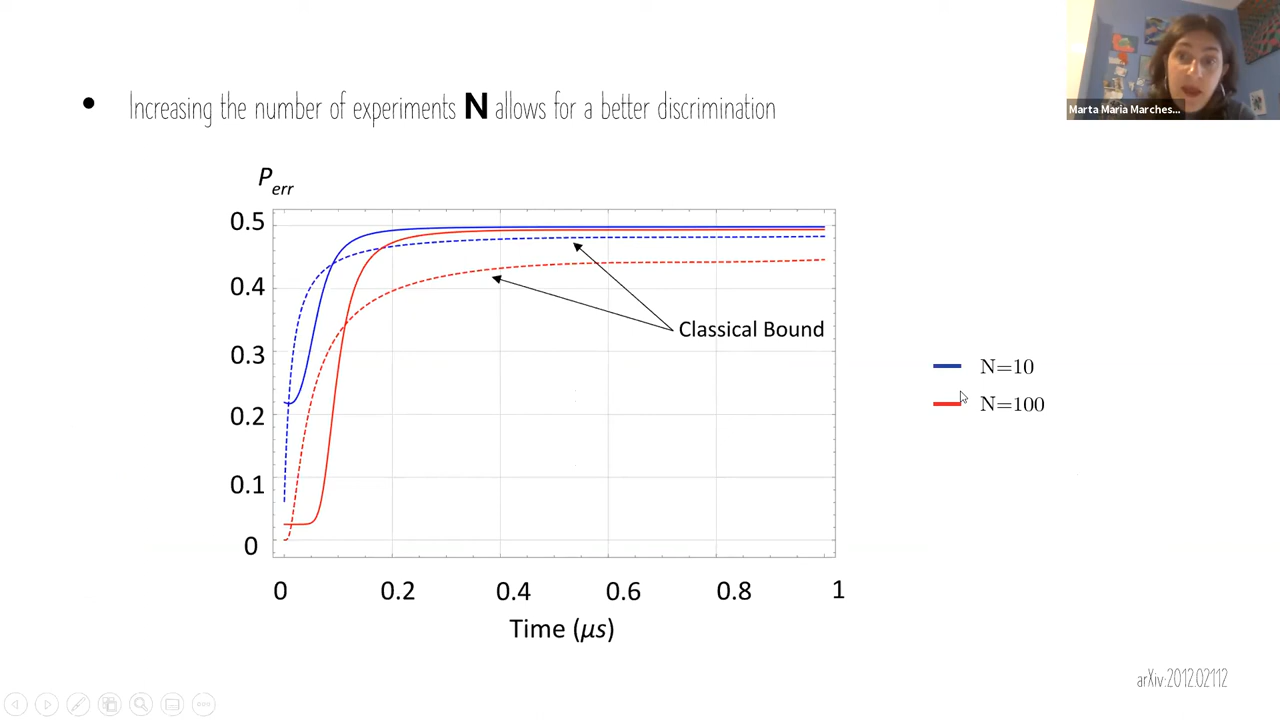 Marta Maria Marches...
Increasing the number of experiments N allows for a better discrimination
Perr
0.5
0.4
0.3
0.2
0.1
0
Classical Bound
N=10
N=100
0 0.2 0.4 0.6 0.8 1
Time (μs)
arXiv:2012.02112